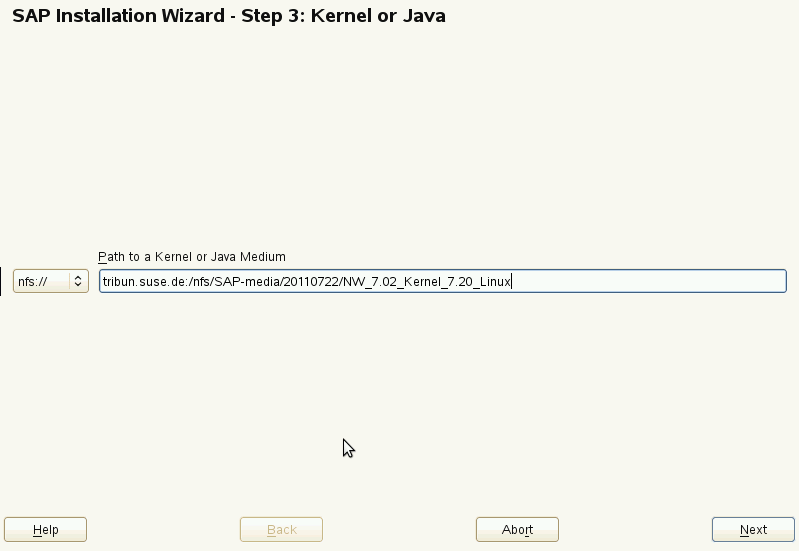 SAP Installation Wizard - Step 3: Kernel or Java
Path to a Kernel or Java Medium
nfs:// tribun.suse.de:/nfs/SAP-media/20110722/NW_7.02_Kernel_7.20_Linux
Help Back Abort Next